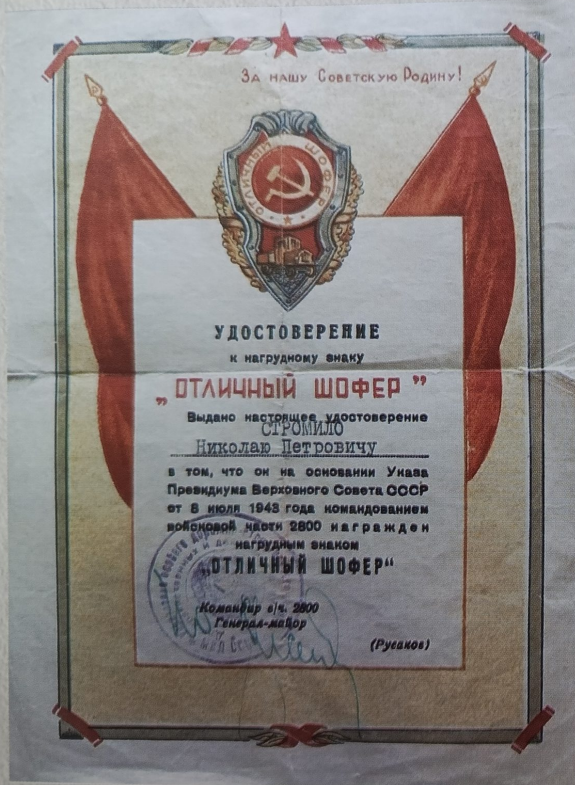 За нашу Советскую Родину!
ОТЛИЧНЫЙ ШОФЕР
УДОСТОВЕРЕНИЕ
к нагрудному знаку
„ОТЛИЧНЫЙ ШОФЕР”
Выдано настоящее удостоверение
СТРОМИЛО
Николаю Петровичу
в том, что он на основании Указа
Президиума Верховного Совета СССР
от 8 июля 1943 года командованием
войсковой части 2800 награжден
нагрудным знаком
„ОТЛИЧНЫЙ ШОФЕР“
Командир в/ч. 2800
Генерал-майор
(Русаков)